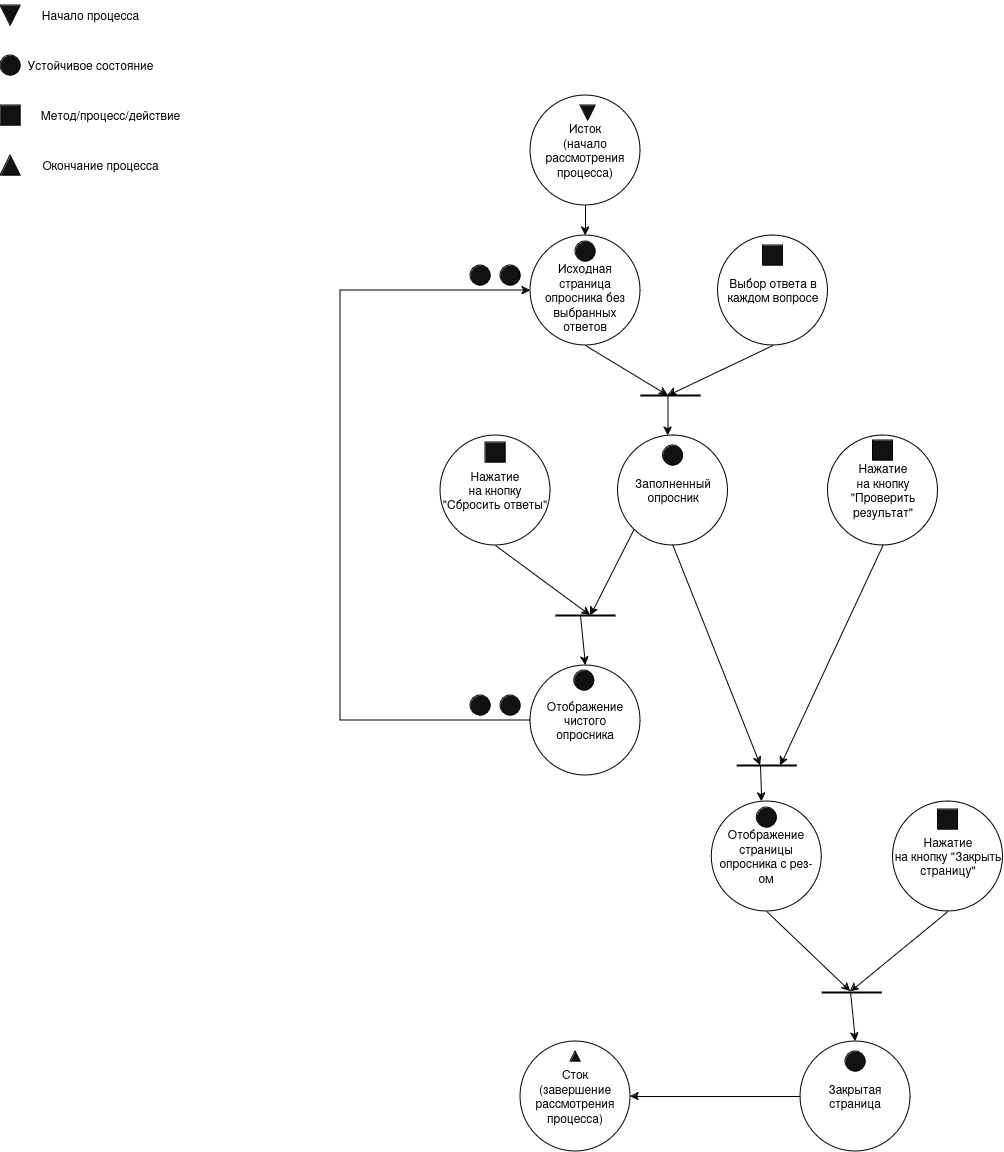 Начало процесса
Устойчивое состояние
Метод/процесс/действие
Окончание процесса
Исток
(начало
рассмотрения
процесса)
Исходная
страница
опросника без
выбранных
ответов
Выбор ответа в
каждом вопросе
Нажатие
на кнопку
"Сбросить ответы"
Заполненный
опросник
Нажатие
на кнопку
"Проверить
результат"
Отображение
чистого
опросника
Отображение
страницы
опросника с рез-
ом
Нажатие
на кнопку "Закрыть
страницу"
Сток
(завершение
рассмотрения
процесса)
Закрытая
страница